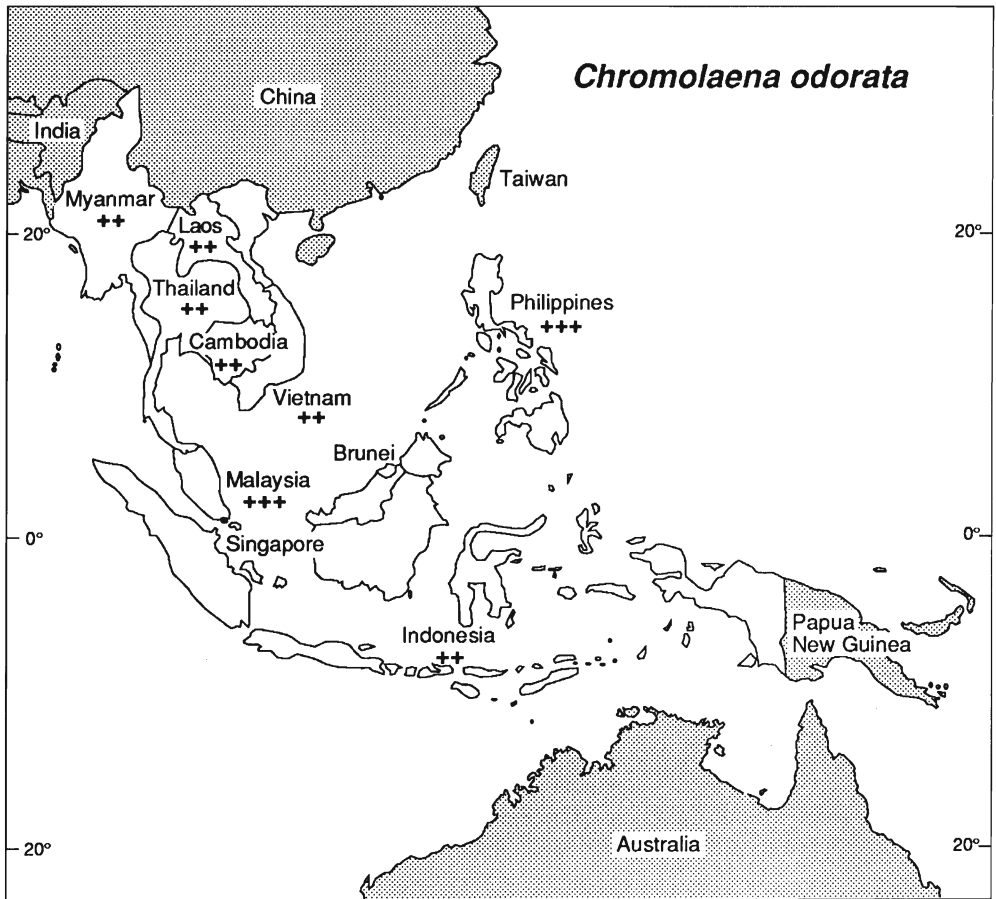 Chromolaena odorata
China
India
Taiwan
Myanmar
++
Laos
++
20°
20°
Thailand
++
Philippines
+++
Cambodia
++
Vietnam
++
Brunei
Malaysia
+++
0°
0°
Singapore
Indonesia
++
Papua
New Guinea
Australia
20°
20°